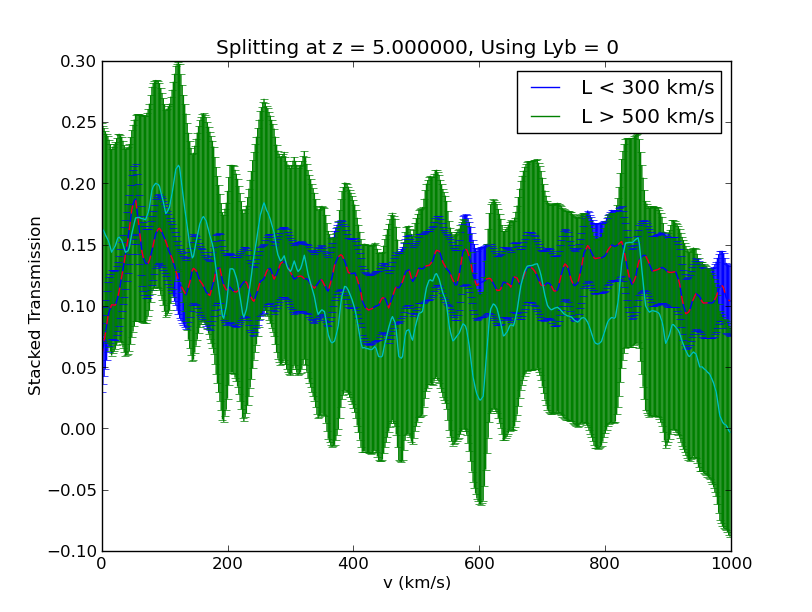 Splitting at z = 5.000000, Using Lyb = 0
0.30
0.25
0.20
0.15
0.10
0.05
0.00
−0.05
−0.10
Stacked Transmission
L < 300 km/s
L > 500 km/s
0 200 400 600 800 1000
v (km/s)